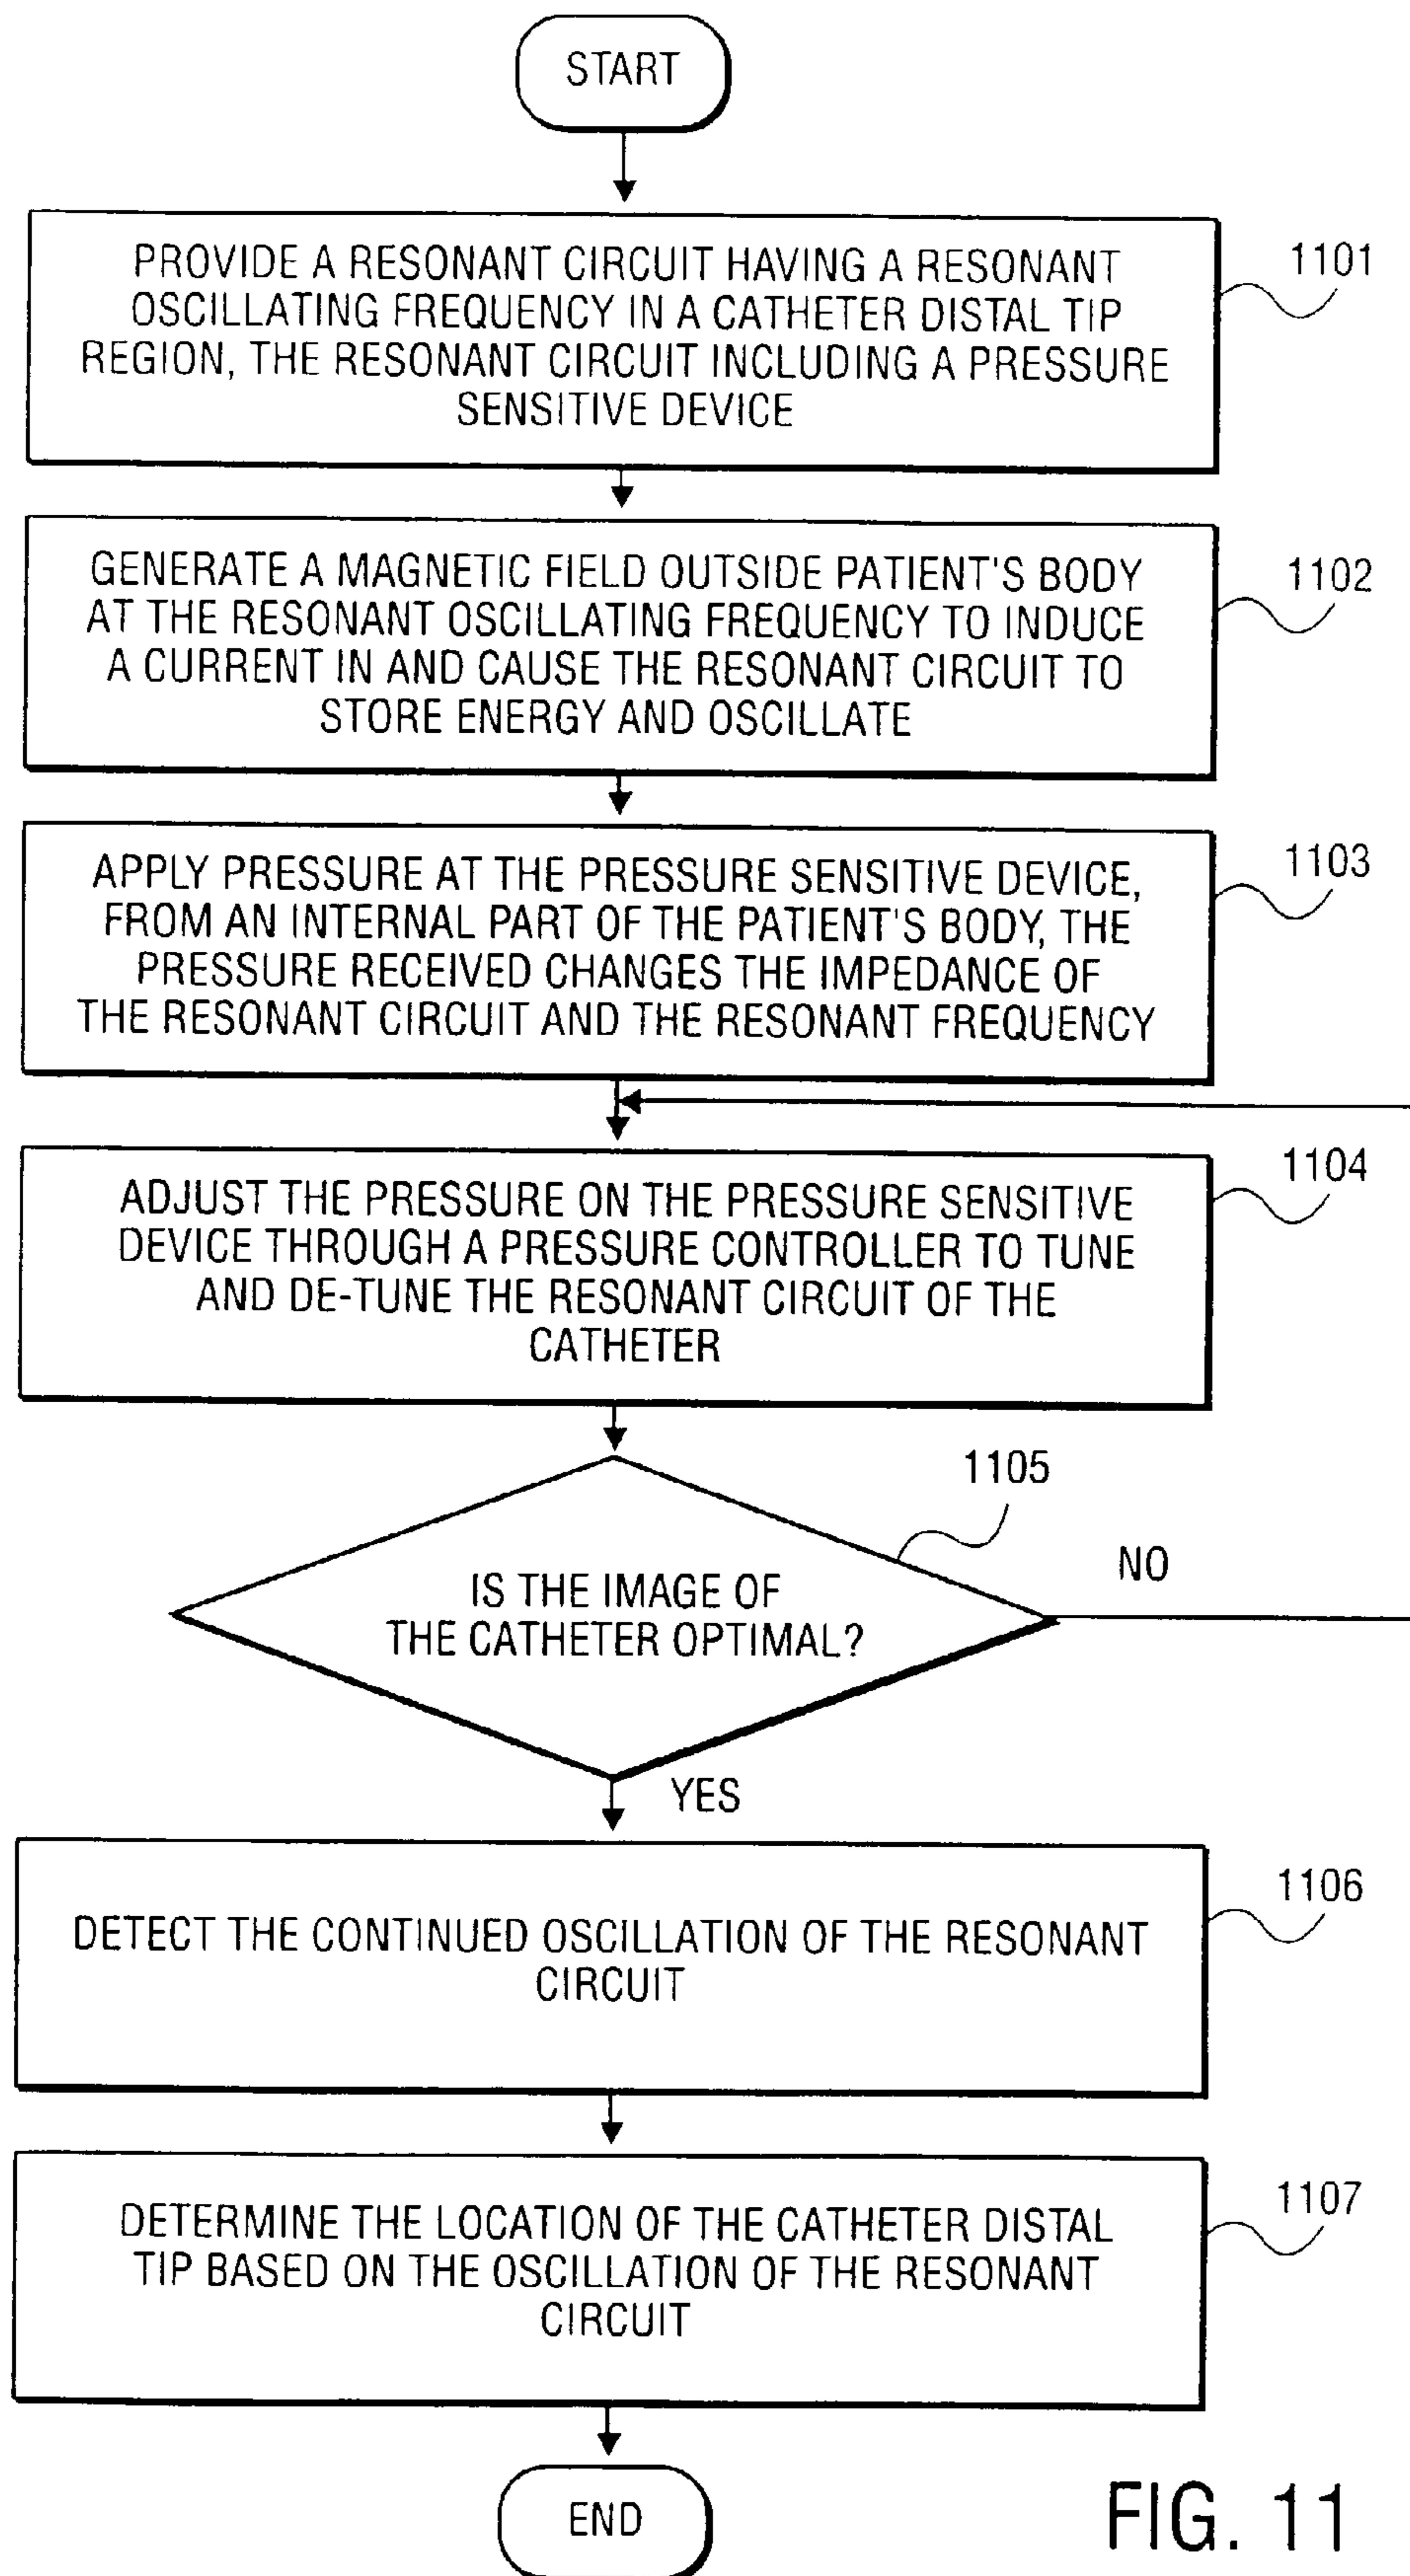 START
PROVIDE A RESONANT CIRCUIT HAVING A RESONANT
OSCILLATING FREQUENCY IN A CATHETER DISTAL TIP
REGION, THE RESONANT CIRCUIT INCLUDING A PRESSURE
SENSITIVE DEVICE
1101
GENERATE A MAGNETIC FIELD OUTSIDE PATIENT'S BODY
AT THE RESONANT OSCILLATING FREQUENCY TO INDUCE
A CURRENT IN AND CAUSE THE RESONANT CIRCUIT TO
STORE ENERGY AND OSCILLATE
1102
APPLY PRESSURE AT THE PRESSURE SENSITIVE DEVICE,
FROM AN INTERNAL PART OF THE PATIENT'S BODY, THE
PRESSURE RECEIVED CHANGES THE IMPEDANCE OF
THE RESONANT CIRCUIT AND THE RESONANT FREQUENCY
1103
ADJUST THE PRESSURE ON THE PRESSURE SENSITIVE
DEVICE THROUGH A PRESSURE CONTROLLER TO TUNE
AND DE-TUNE THE RESONANT CIRCUIT OF THE
CATHETER
1104
IS THE IMAGE OF
THE CATHETER OPTIMAL?
1105
NO
YES
DETECT THE CONTINUED OSCILLATION OF THE RESONANT
CIRCUIT
1106
DETERMINE THE LOCATION OF THE CATHETER DISTAL
TIP BASED ON THE OSCILLATION OF THE RESONANT
CIRCUIT
1107
END
FIG. 11